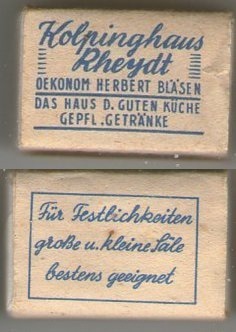 Kolpinghaus
Rheydt
OEKONOM HERBERT BLÄSEN
DAS HAUS D. GUTEN KÜCHE
GEPFL. GETRÄNKE
Für Festlichkeiten
große u. kleine Säle
bestens geeignet